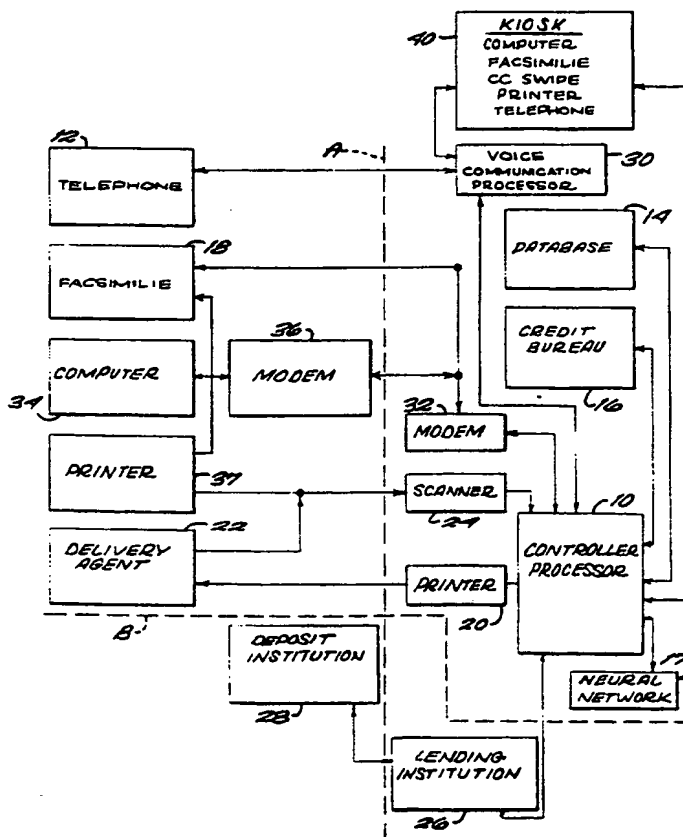 40
KIOSK
COMPUTER
FACSIMILIE
CC SWIPE
PRINTER
TELEPHONE
12
TELEPHONE
A
VOICE
COMMUNICATION
PROCESSOR
30
18
FACSIMILIE
14
DATABASE
36
COMPUTER
34
MODEM
CREDIT
BUREAU
16
32
MODEM
PRINTER
37
SCANNER
24
10
CONTROLLER
PROCESSOR
22
DELIVERY
AGENT
PRINTER
20
B
DEPOSIT
INSTITUTION
28
17
NEURAL
NETWORK
LENDING
INSTITUTION
26